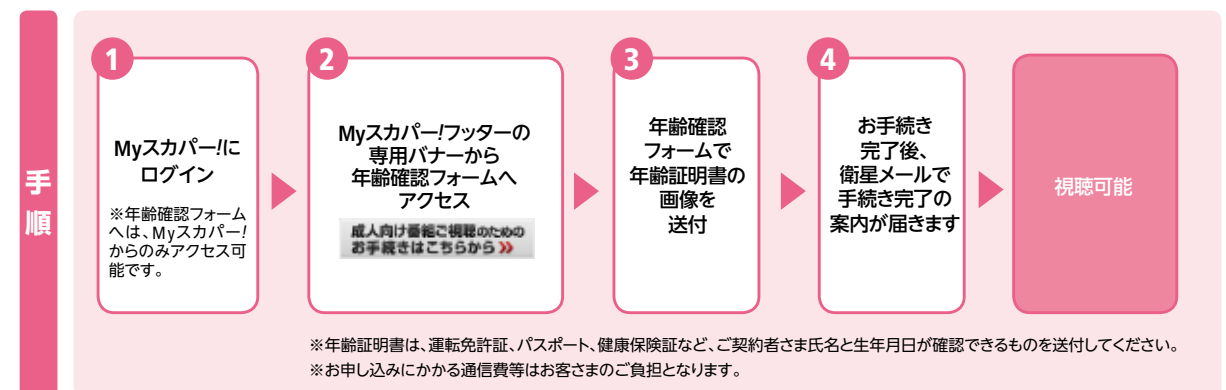 手順
1
Myスカパー!に
ログイン
※年齢確認フォーム
へは、Myスカパー!
からのみアクセス可
能です。
2
Myスカパー!フッターの
専用バナーから
年齢確認フォームへ
アクセス
成人向け番組ご視聴のための
お手続きはこちらから
3
年齢確認
フォームで
年齢証明書の
画像を
送付
4
お手続き
完了後、
衛星メールで
手続き完了の
案内が届きます
視聴可能
※年齢証明書は、運転免許証、パスポート、健康保険証など、ご契約者さま氏名と生年月日が確認できるものを送付してください。
※お申し込みにかかる通信費等はお客さまのご負担となります。